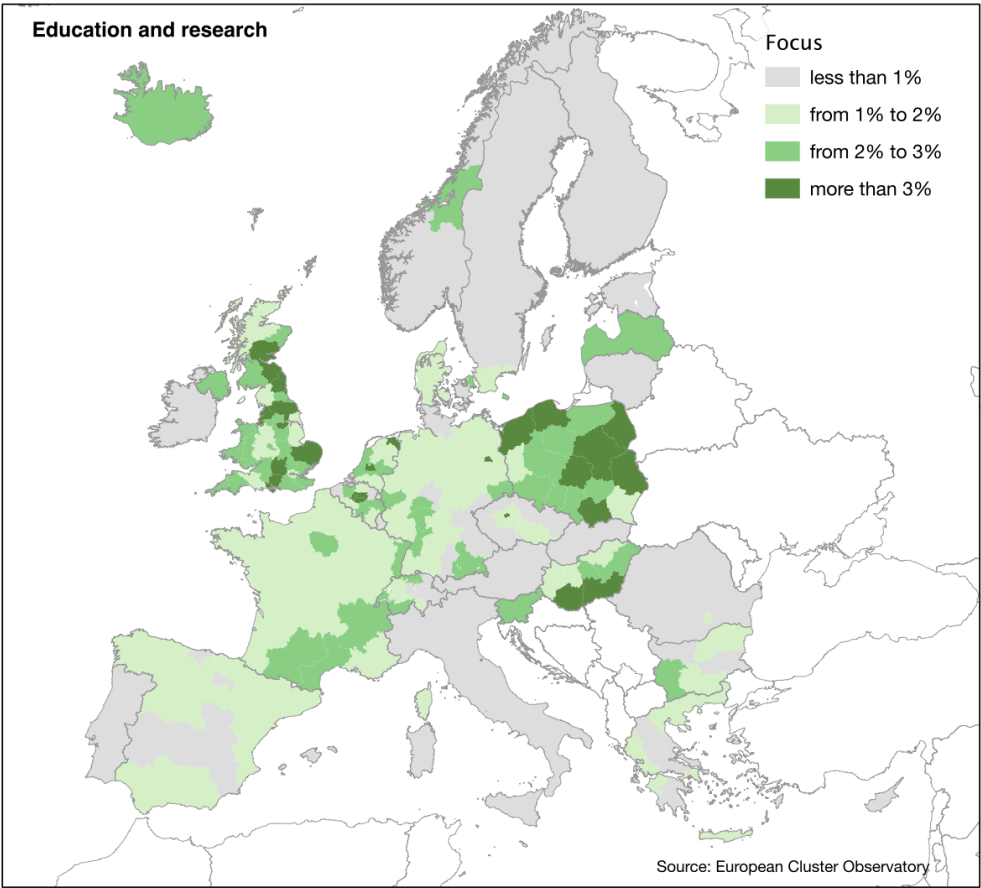 Education and research
Focus
less than 1%
from 1% to 2%
from 2% to 3%
more than 3%
Source: European Cluster Observatory